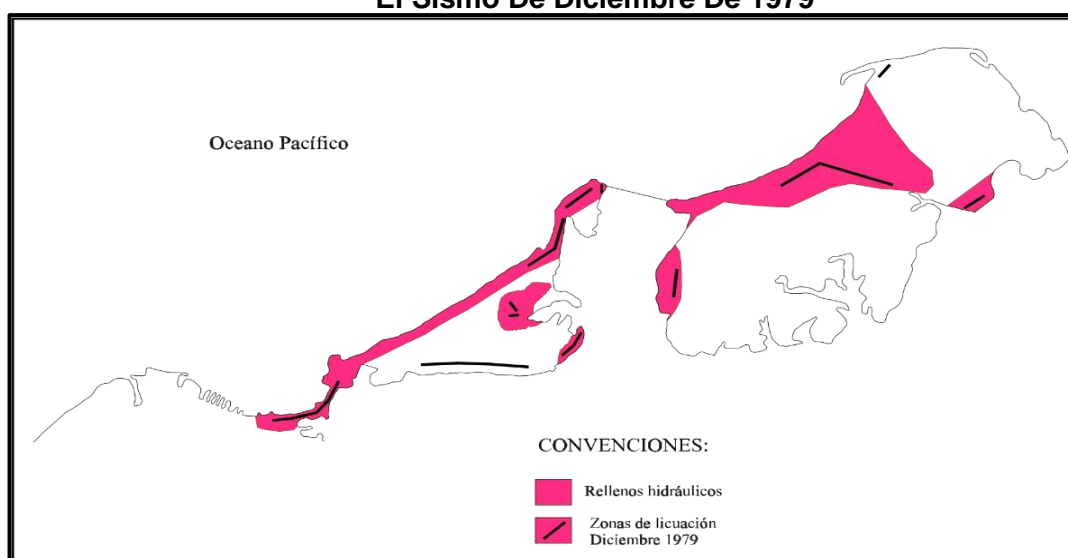 El Sismo De Diciembre De 1979
Oceano Pacífico
CONVENCIONES:
Rellenos hidráulicos
Zonas de licuación
Diciembre 1979